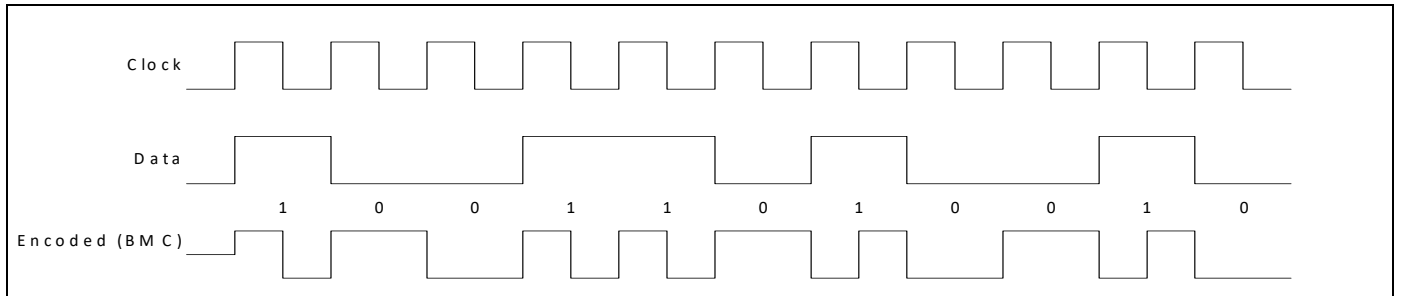 Clock
Data
1 0 0 1 1 0 1 0 0 1 0
Encoded (BMC)